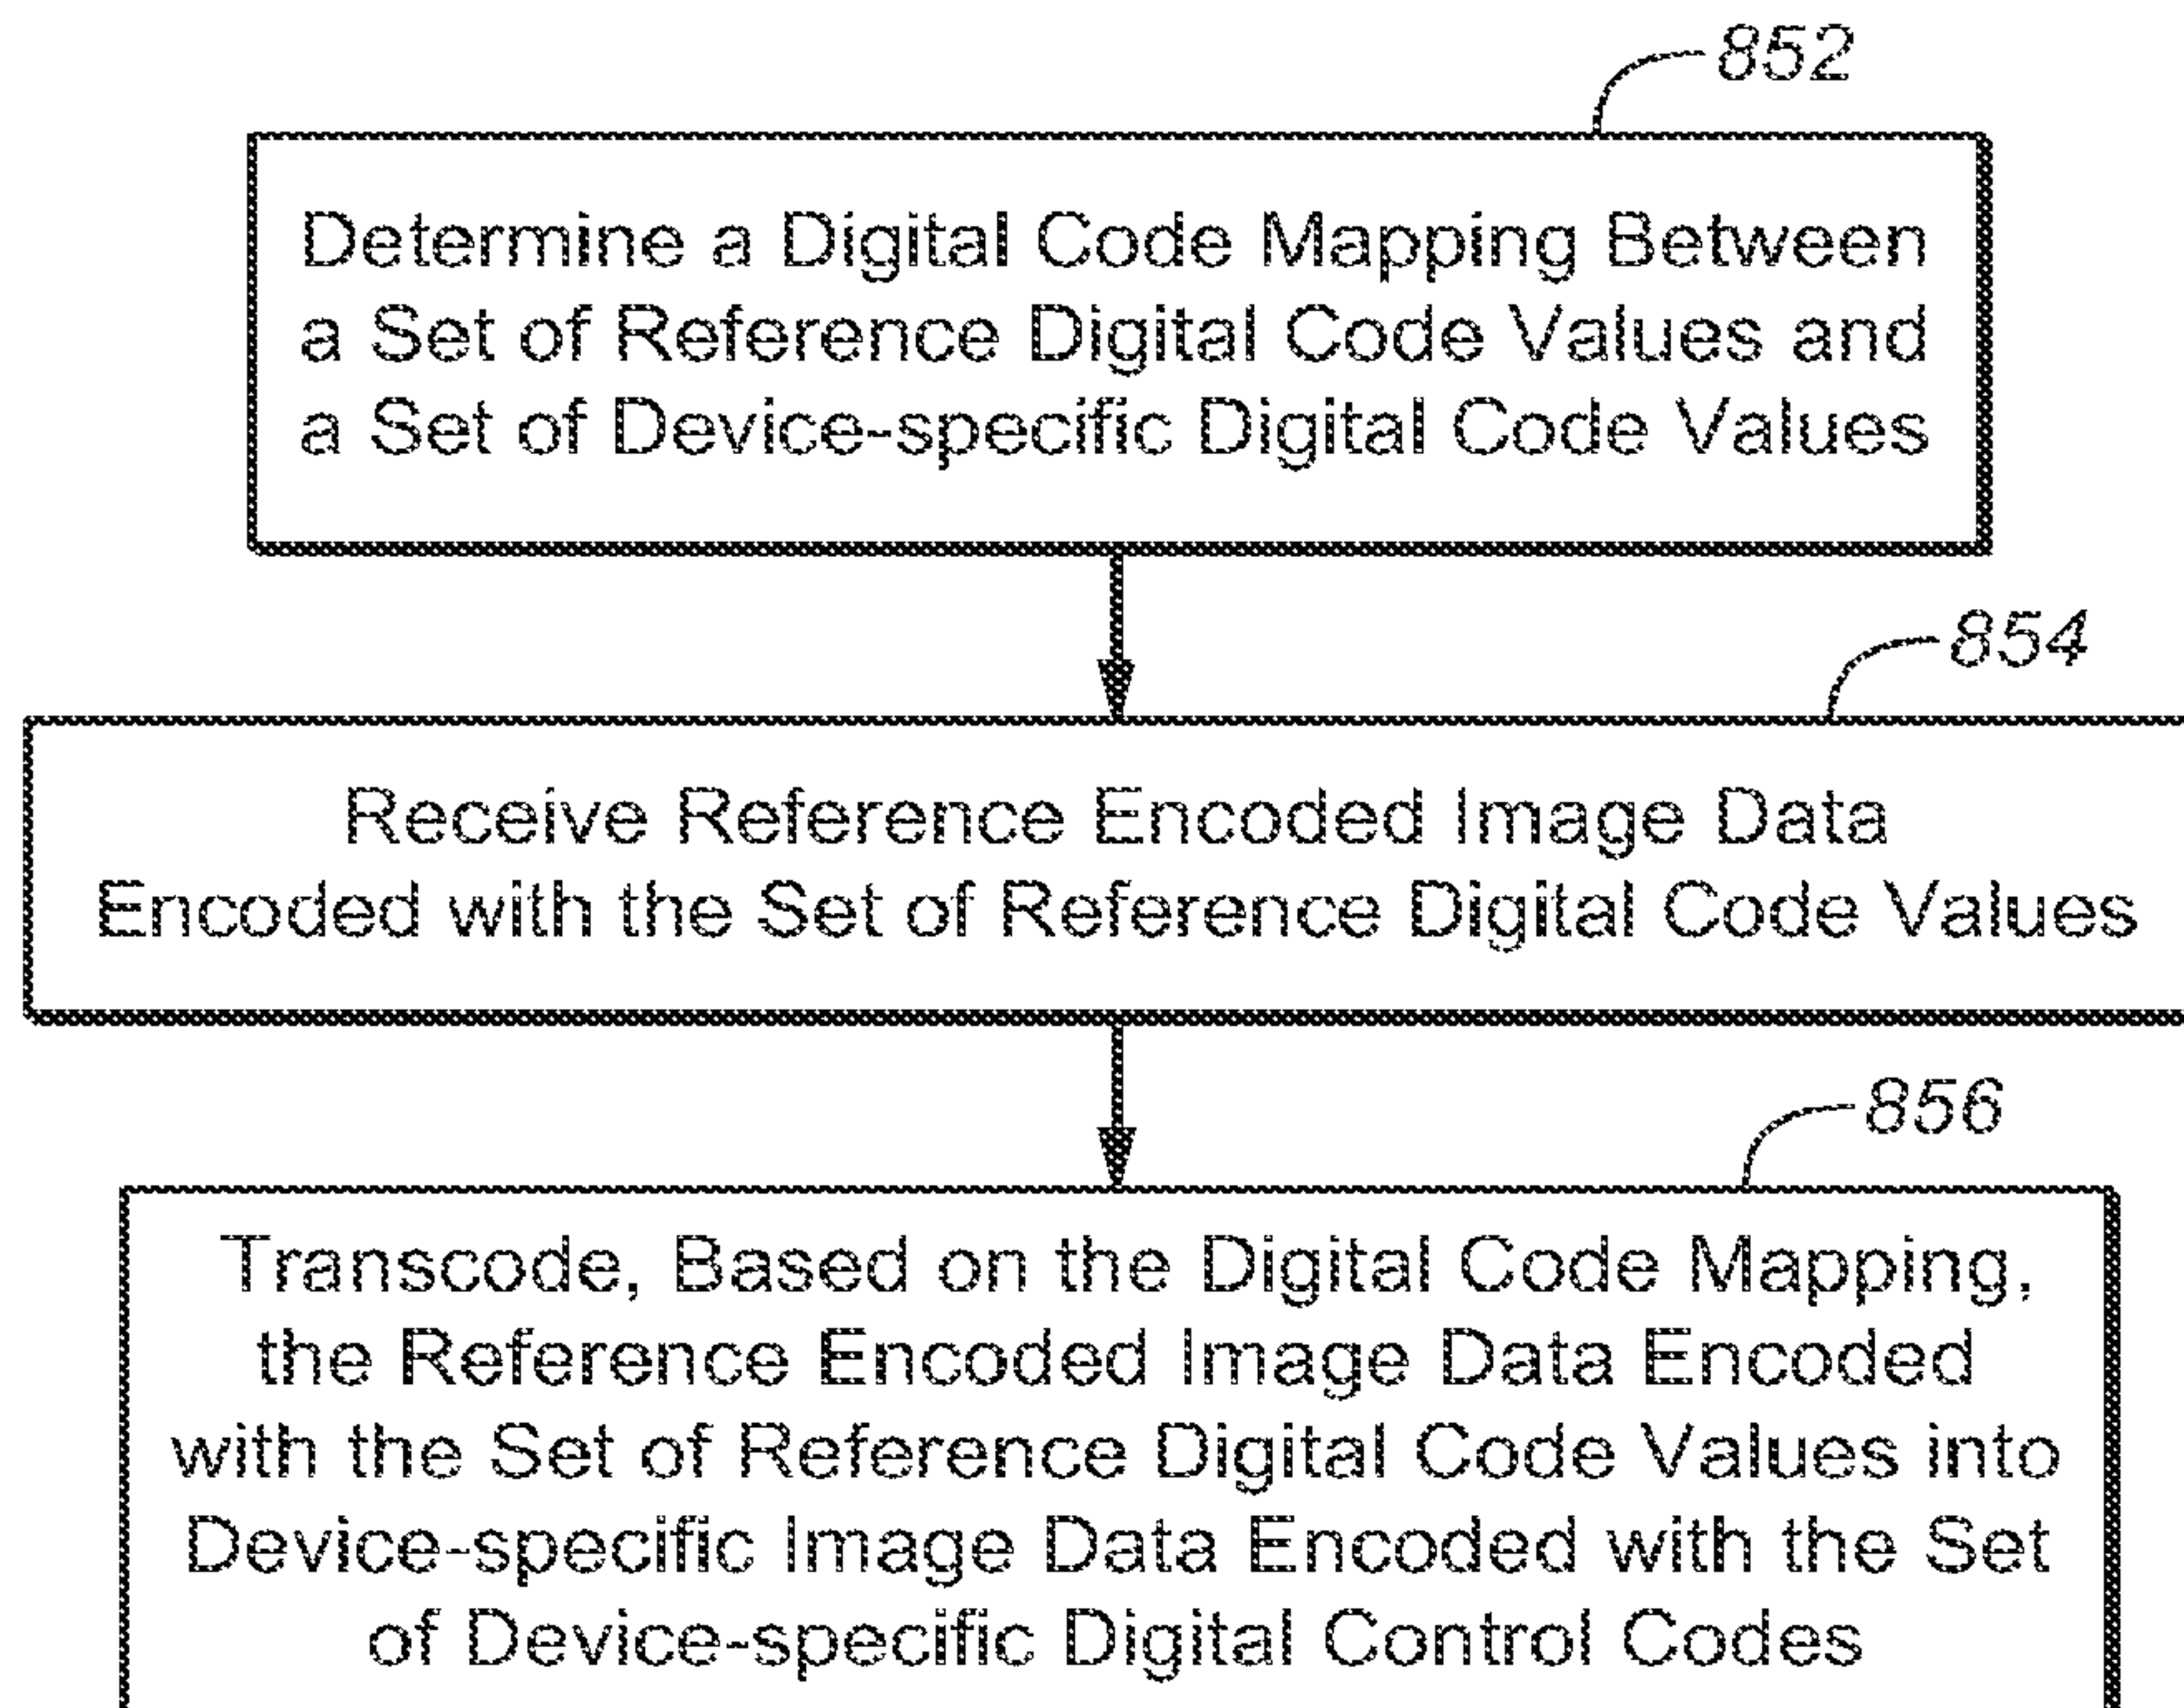 852
Determine a Digital Code Mapping Between
a Set of Reference Digital Code Values and
a Set of Device-specific Digital Code Values
854
Receive Reference Encoded Image Data
Encoded with the Set of Reference Digital Code Values
856
Transcode, Based on the Digital Code Mapping,
the Reference Encoded Image Data Encoded
with the Set of Reference Digital Code Values into
Device-specific Image Data Encoded with the Set
of Device-specific Digital Control Codes